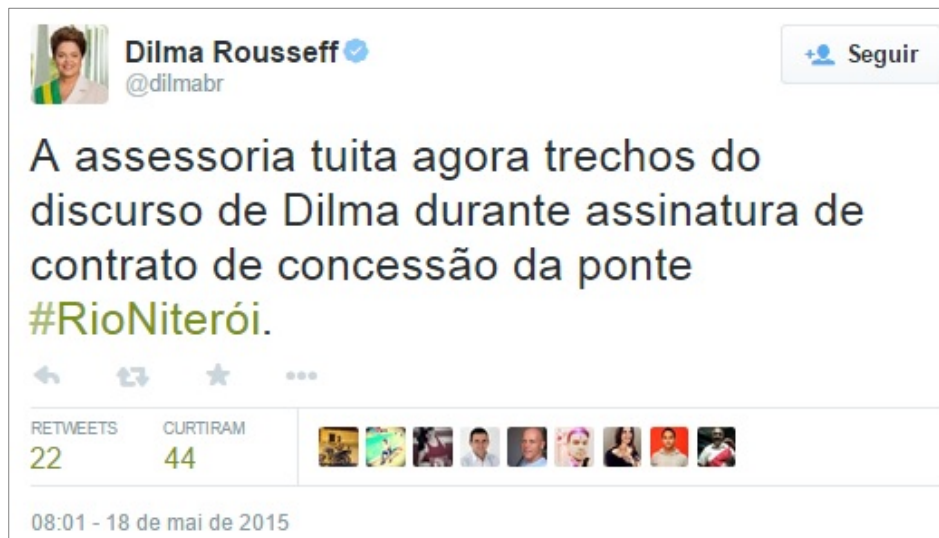 Dilma Rousseff
@dilmabr
Seguir
A assessoria tuita agora trechos do
discurso de Dilma durante assinatura de
contrato de concessão da ponte
#RioNiterói.
RETWEETS CURTIRAM
22 44
08:01 - 18 de mai de 2015